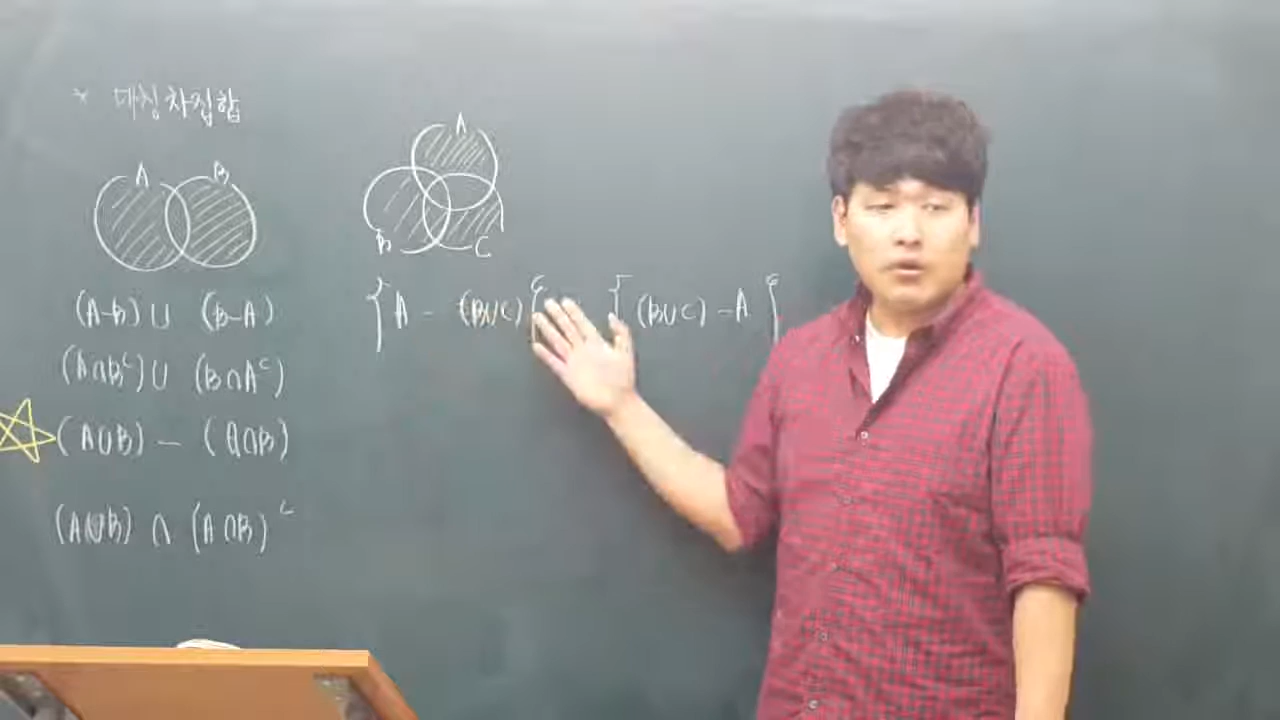 * 대칭차집합
A B
(A-B)∪(B-A)
(A∩B^c)∪(B∩A^c)
(A∪B)-(A∩B)
(A∪B)∩(A∩B)^c
A
B C
{A-(B∪C)} {(B∪C)-A}